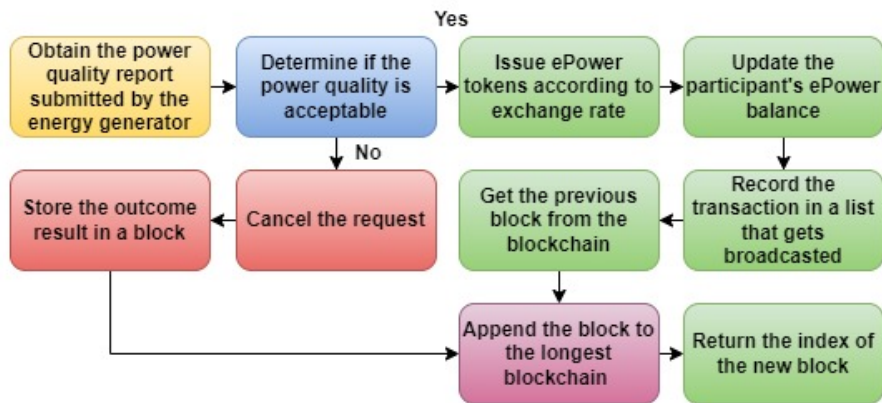 Yes
Obtain the
power quality
report
submitted by the
energy generator
Determine if the
power quality is
acceptable
Issue ePower
tokens according to
exchange rate
Update the
participant's ePower
balance
No
Store the outcome
result in a block
Cancel the request
Get the previous
block from the
blockchain
Record the
transaction in a list
that gets
broadcasted
Append the block to
the longest
blockchain
Return the index of
the new block